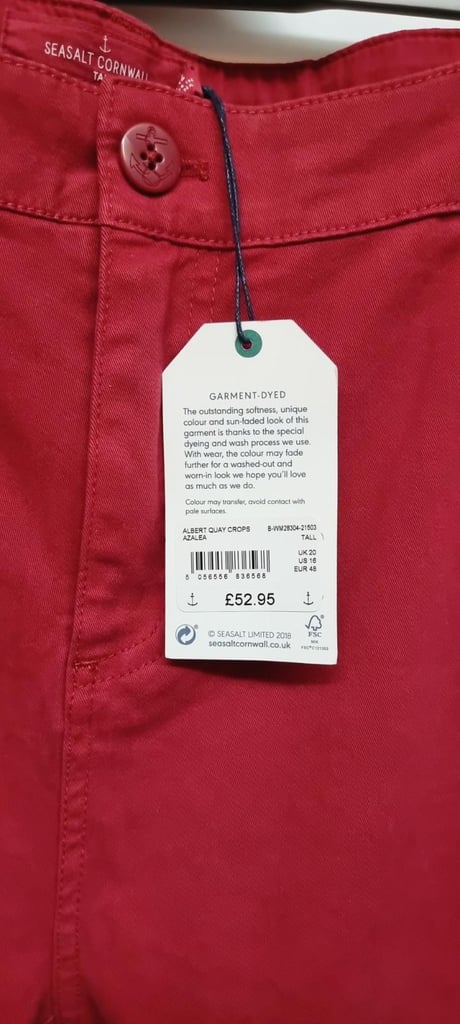 SEASALT CORNWALL
GARMENT-DYED
The outstanding softness, unique
colour and sun-faded look of this
garment is thanks to the special
dyeing and wash process we use.
With wear, the colour may fade
further for a washed-out and
worn-in look we hope you'll love
as much as we do.
Colour may transfer, avoid contact with
pale surfaces.
ALBERT QUAY CROPS B-WM28304-21503
AZALEA TALL
UK 20
US 16
EUR 48
5 056556 836568
£52.95
© SEASALT LIMITED 2018
seasaltcornwall.co.uk
FSC
MIX